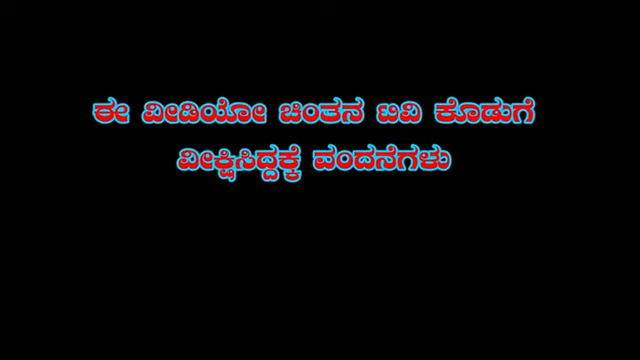 ಈ ವೀಡಿಯೋ ಚಿಂತನ ಟಿವಿ ಕೊಡುಗೆ
ವೀಕ್ಷಿಸಿದ್ದಕ್ಕೆ ವಂದನೆಗಳು